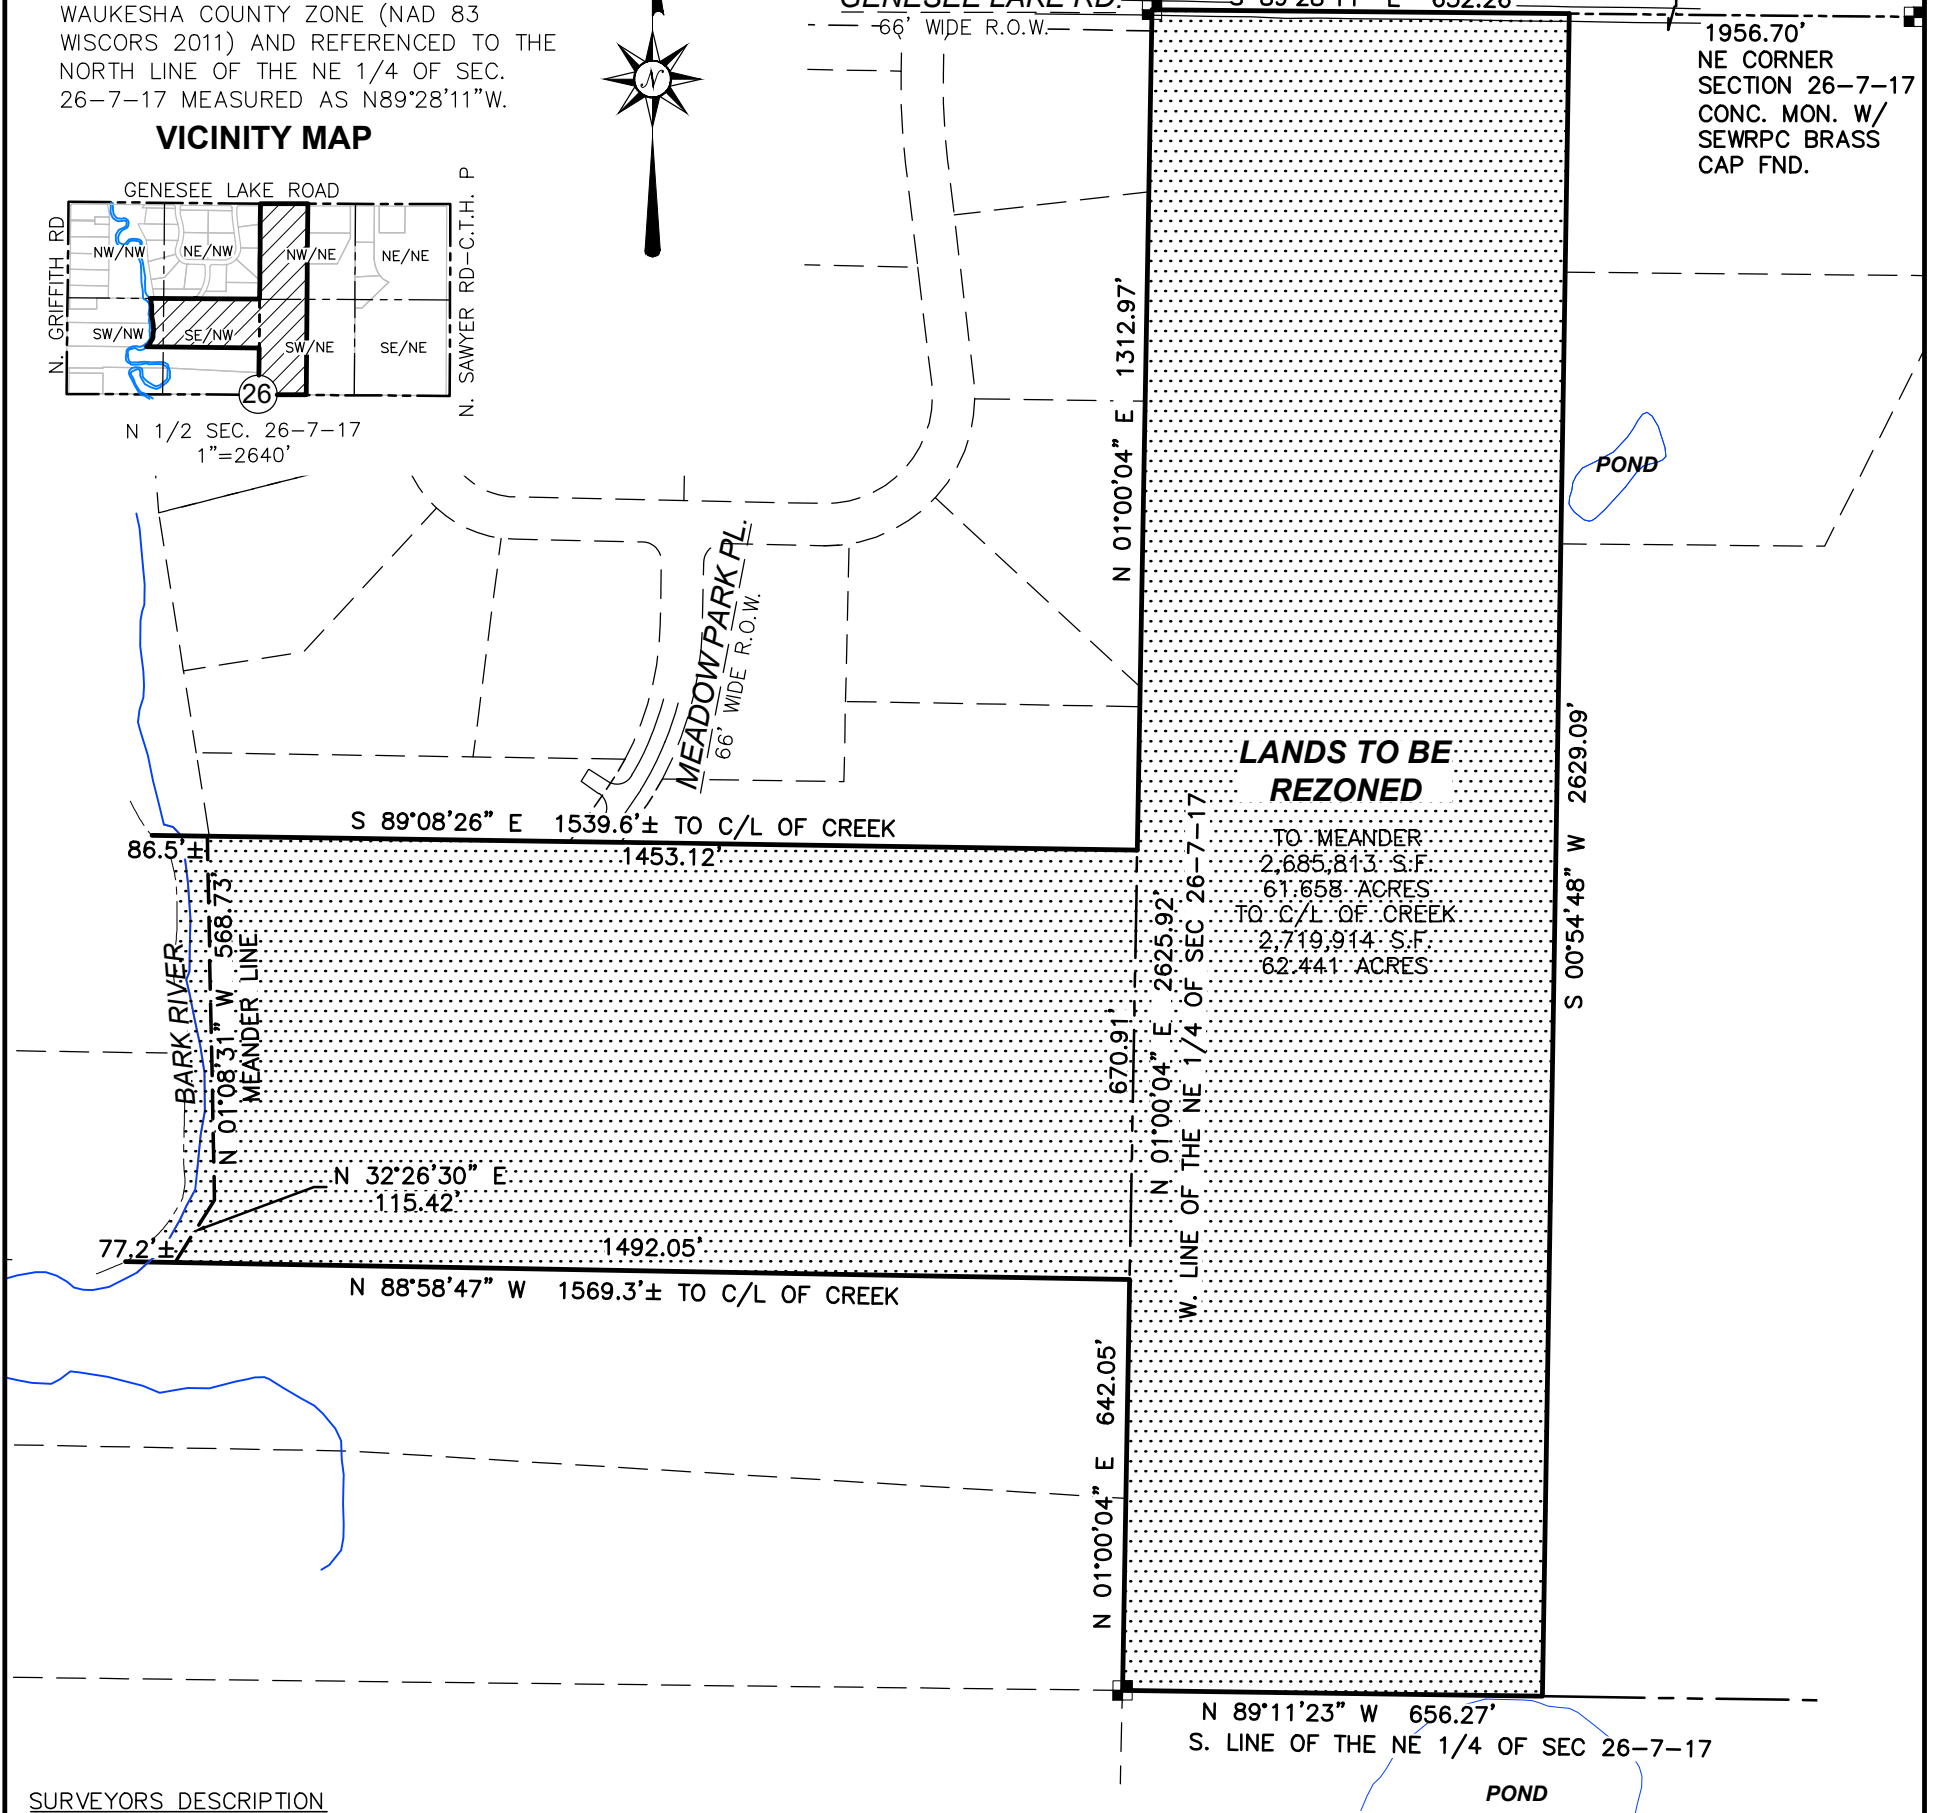 WAUKESHA COUNTY ZONE (NAD 83
WISCORS 2011) AND REFERENCED TO THE
NORTH LINE OF THE NE 1/4 OF SEC.
26-7-17 MEASURED AS N89°28'11"W.
VICINITY MAP
GENESEE LAKE ROAD
N. GRIFFITH RD
N. SAWYER RD-C.T.H. P
NW/NW
NE/NW
NW/NE
NE/NE
SW/NW
SE/NW
SW/NE
SE/NE
26
N 1/2 SEC. 26-7-17
1"=2640'
N
GENESEE LAKE RD.
66' WIDE R.O.W.
S 89°28'11" E 652.26'
1956.70'
NE CORNER
SECTION 26-7-17
CONC. MON. W/
SEWRPC BRASS
CAP FND.
N 01°00'04" E 1312.97'
POND
MEADOW PARK PL.
66' WIDE R.O.W.
LANDS TO BE
REZONED
TO MEANDER
2,685,813 S.F.
61.658 ACRES
TO C/L OF CREEK
2,719,914 S.F.
62.441 ACRES
S 00°54'48" W 2629.09'
S 89°08'26" E 1539.6'± TO C/L OF CREEK
86.5'±
1453.12'
BARK RIVER
N 01°08'31" W 568.73'
MEANDER LINE
670.91'
N 01°00'04" E 2625.92'
W. LINE OF THE NE 1/4 OF SEC 26-7-17
N 32°26'30" E
115.42'
77.2'±
1492.05'
N 88°58'47" W 1569.3'± TO C/L OF CREEK
N 01°00'04" E 642.05'
N 89°11'23" W 656.27'
S. LINE OF THE NE 1/4 OF SEC 26-7-17
POND
SURVEYORS DESCRIPTION